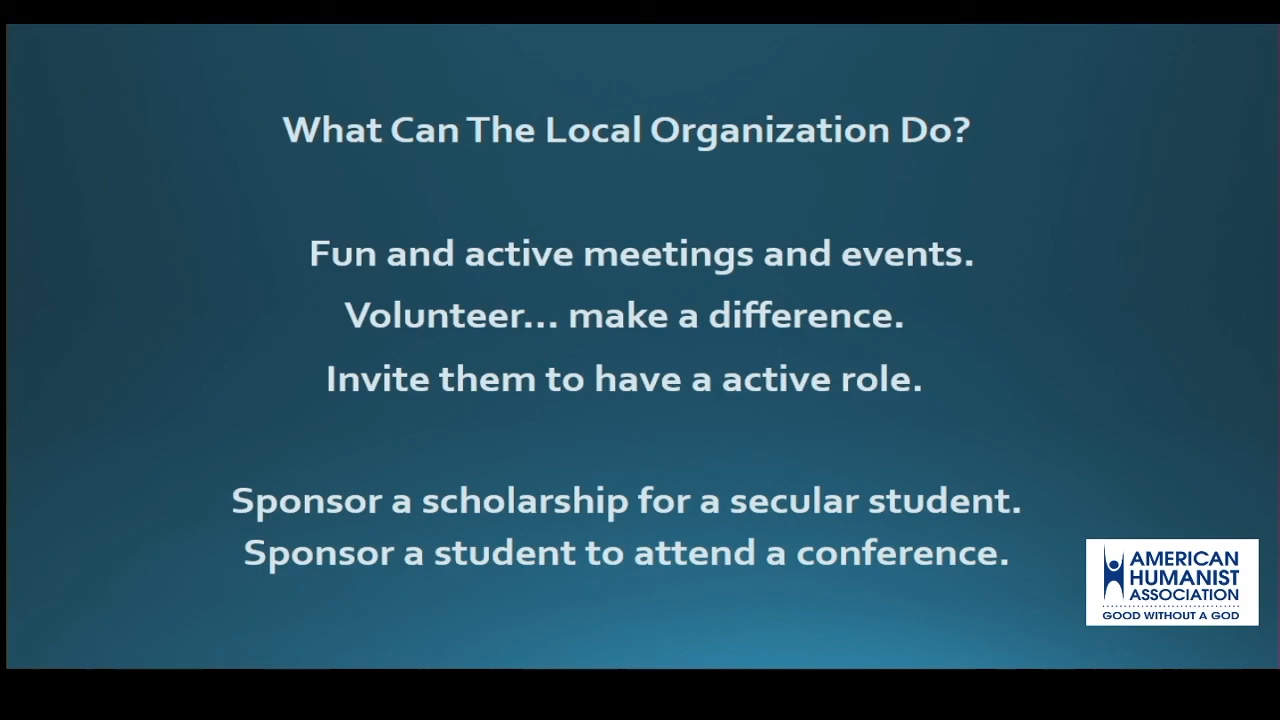 What Can The Local Organization Do?
Fun and active meetings and events.
Volunteer... make a difference.
Invite them to have a active role.
Sponsor a scholarship for a secular student.
Sponsor a student to attend a conference.
AMERICAN
HUMANIST
ASSOCIATION
GOOD WITHOUT A GOD